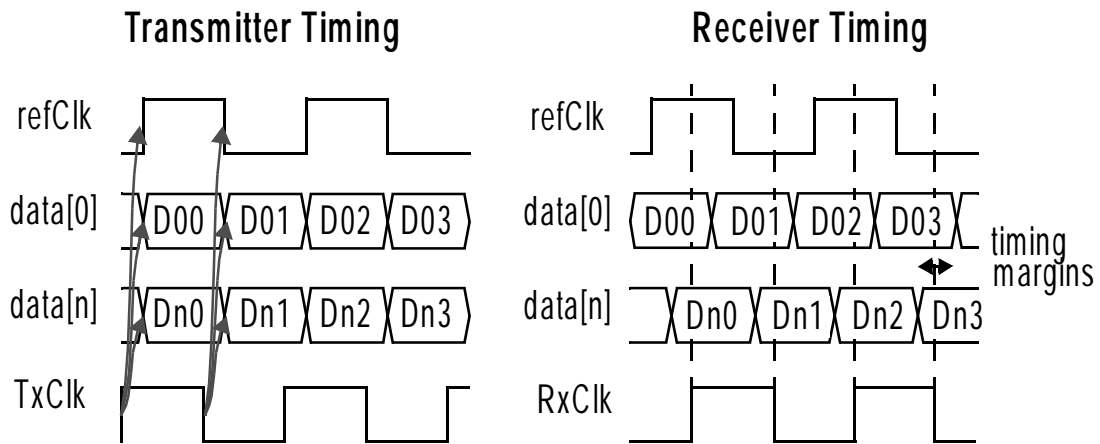 Transmitter Timing
refClk
data[0] D00 D01 D02 D03
data[n] Dn0 Dn1 Dn2 Dn3
TxClk
Receiver Timing
refClk
data[0] D00 D01 D02 D03
timing
margins
data[n] Dn0 Dn1 Dn2 Dn3
RxClk